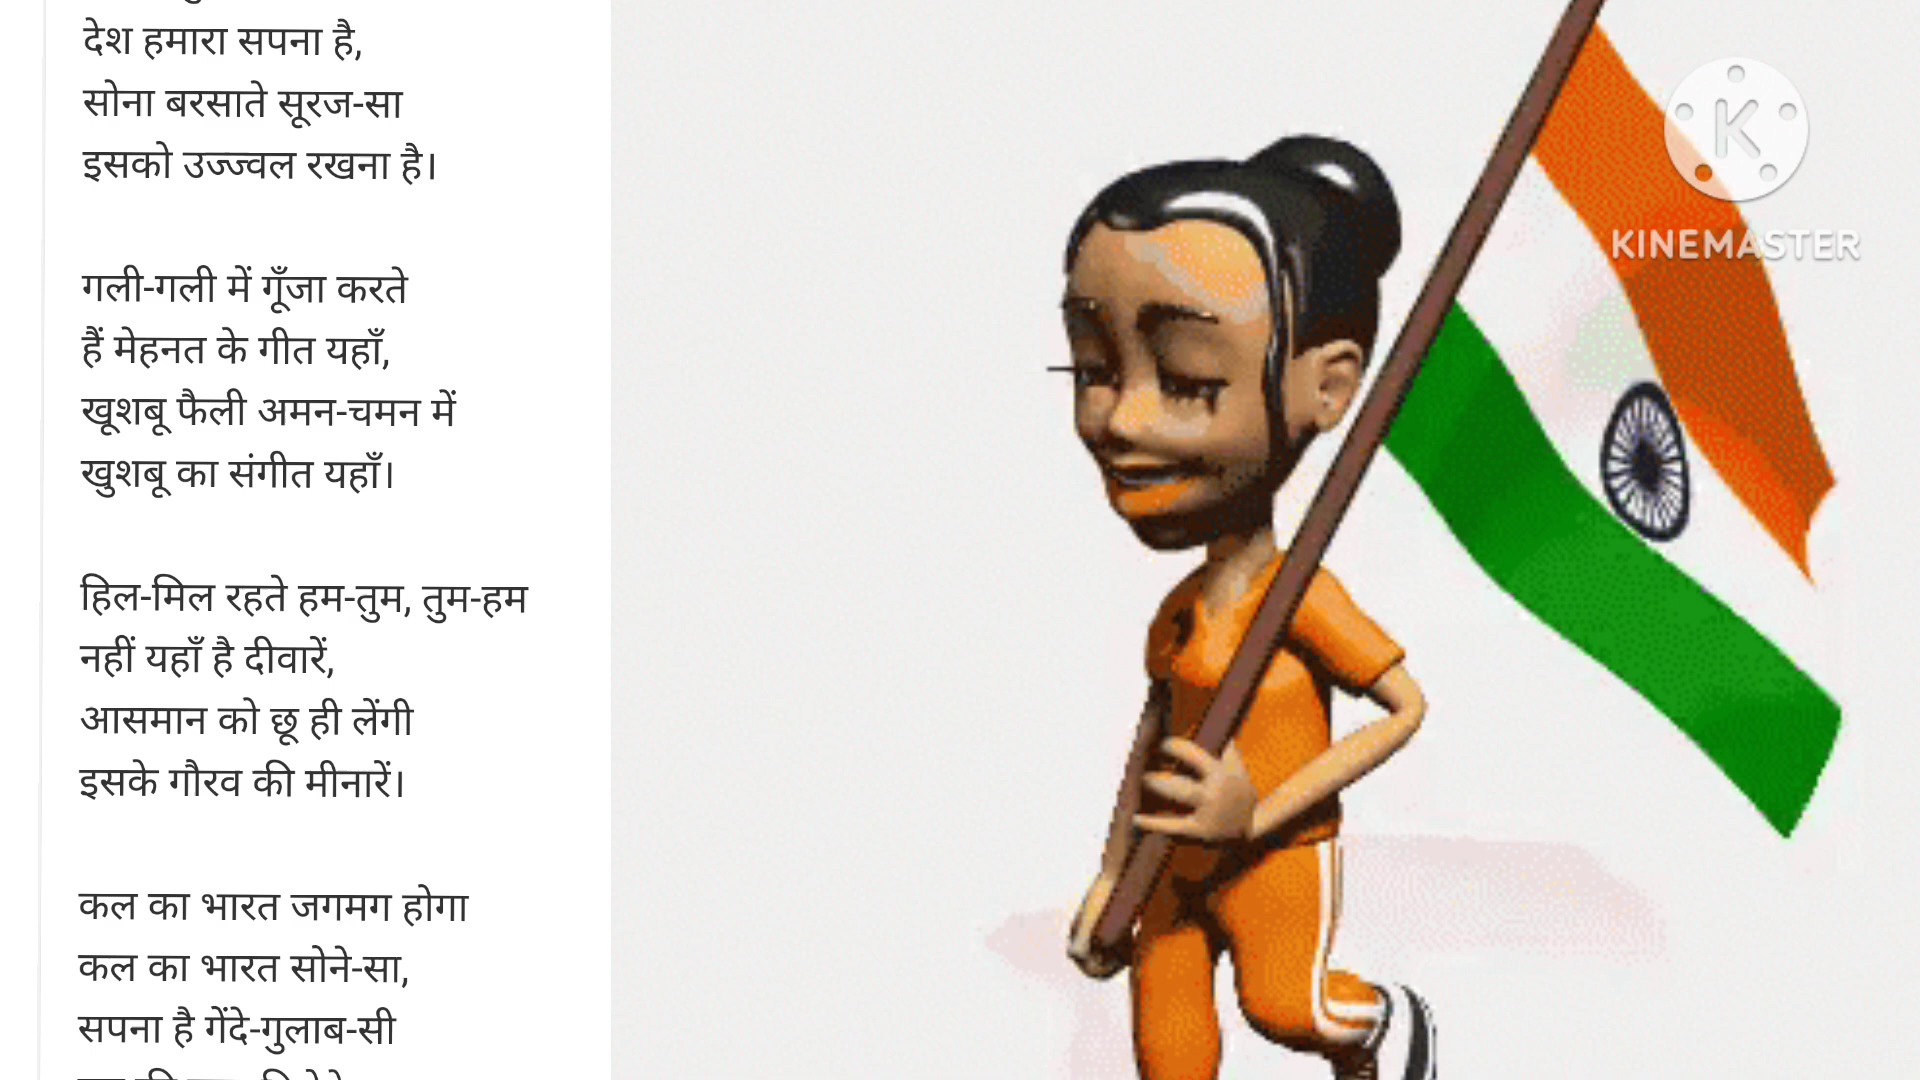 देश हमारा सपना है,
सोना बरसाते सूरज-सा
इसको उज्ज्वल रखना है।
गली-गली में गूँजा करते
हैं मेहनत के गीत यहाँ,
खूशबू फैली अमन-चमन में
खुशबू का संगीत यहाँ।
हिल-मिल रहते हम-तुम, तुम-हम
नहीं यहाँ है दीवारें,
आसमान को छू ही लेंगी
इसके गौरव की मीनारें।
कल का भारत जगमग होगा
कल का भारत सोने-सा,
सपना है गेंदे-गुलाब-सी
K
KINEMASTER